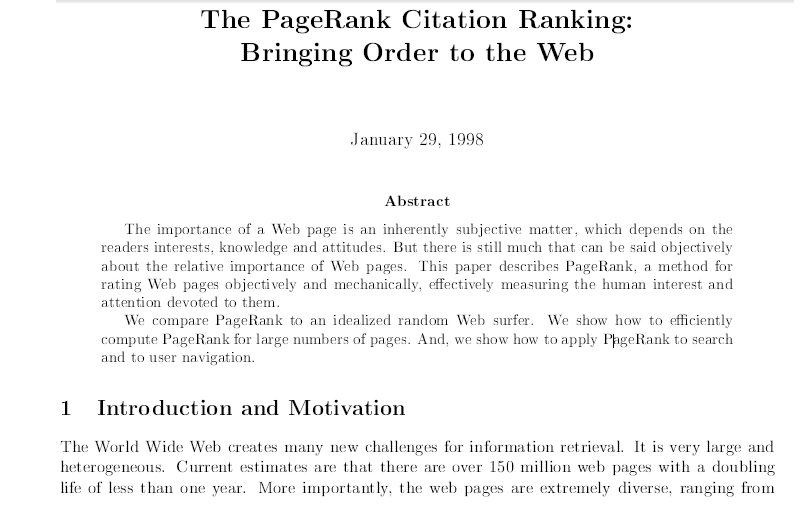 The PageRank Citation Ranking:
Bringing Order to the Web
January 29, 1998
Abstract
The importance of a Web page is an inherently subjective matter, which depends on the
readers interests, knowledge and attitudes. But there is still much that can be said objectively
about the relative importance of Web pages. This paper describes PageRank, a method for
rating Web pages objectively and mechanically, effectively measuring the human interest and
attention devoted to them.
We compare PageRank to an idealized random Web surfer. We show how to efficiently
compute PageRank for large numbers of pages. And, we show how to apply PageRank to search
and to user navigation.
1 Introduction and Motivation
The World Wide Web creates many new challenges for information retrieval. It is very large and
heterogeneous. Current estimates are that there are over 150 million web pages with a doubling
life of less than one year. More importantly, the web pages are extremely diverse, ranging from